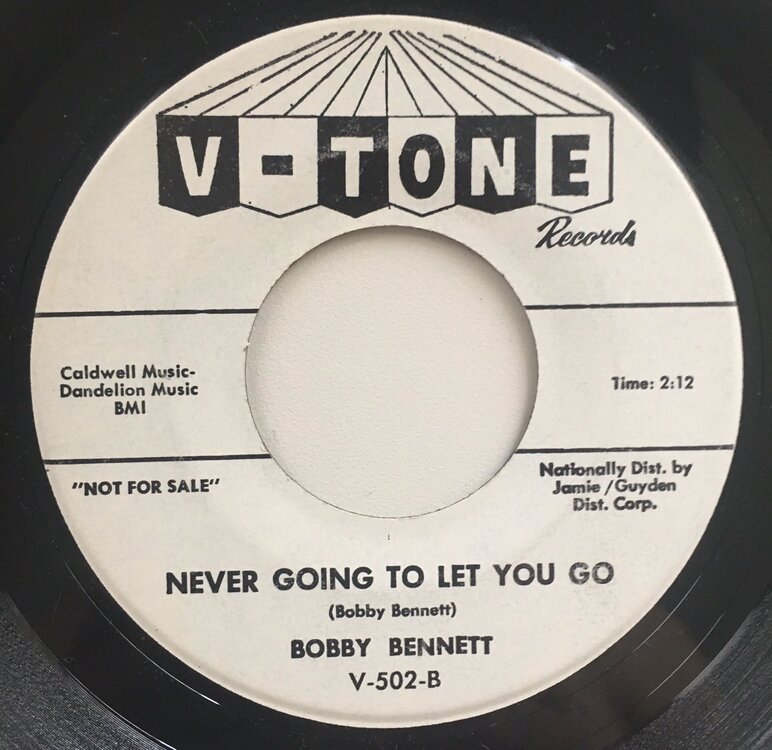 V-TONE
Records
Caldwell Music-
Dandelion Music
BMI
Time: 2:12
"NOT FOR SALE"
Nationally Dist. by
Jamie/Guyden
Dist. Corp.
NEVER GOING TO LET YOU GO
(Bobby Bennett)
BOBBY BENNETT
V-502-B